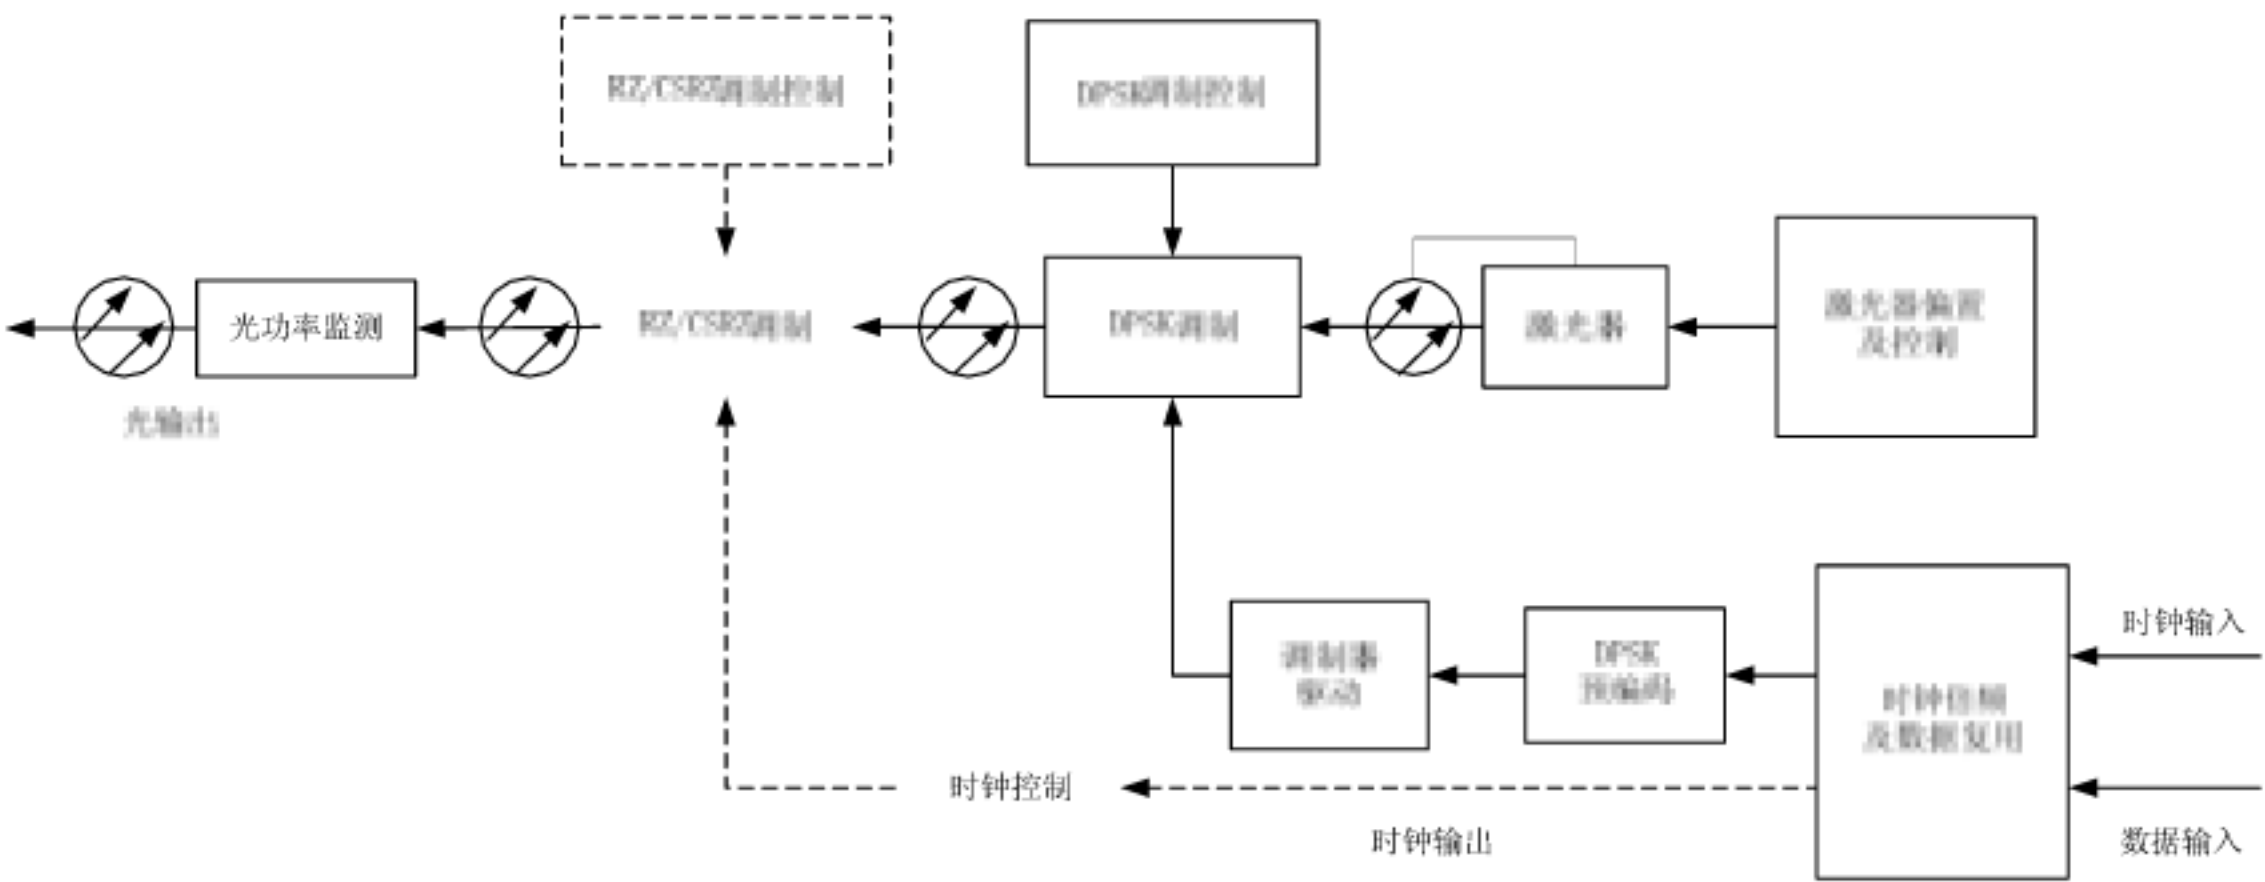 RZ/CSRZ调制控制
DPSK调制控制
光功率监测
RZ/CSRZ调制
DPSK调制
激光器
激光器偏置
及控制
光输出
调制器
驱动
DPSK
预编码
时钟倍频
及数据复用
时钟输入
时钟控制
时钟输出
数据输入